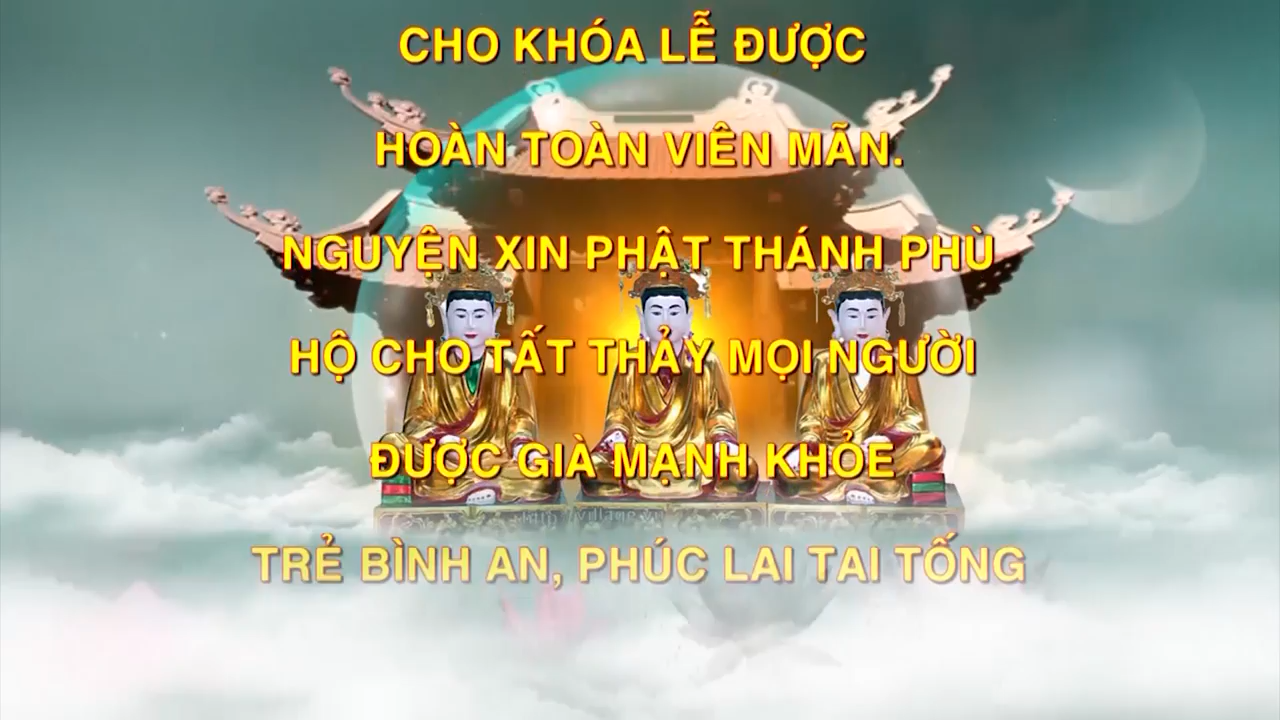 CHO KHÓA LỄ ĐƯỢC
HOÀN TOÀN VIÊN MÃN.
NGUYỆN XIN PHẬT THÁNH PHÙ
HỘ CHO TẤT THẢY MỌI NGƯỜI
ĐƯỢC GIÀ MẠNH KHỎE
TRẺ BÌNH AN, PHÚC LAI TAI TỐNG